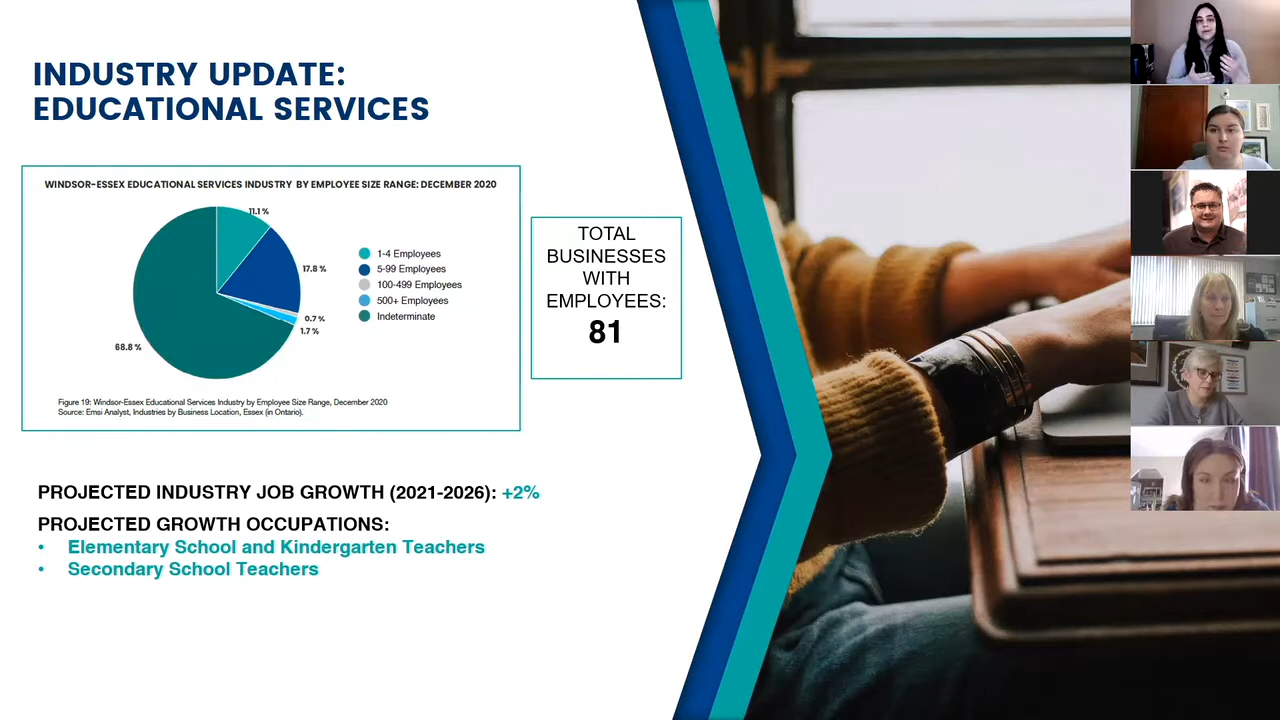 INDUSTRY UPDATE:
EDUCATIONAL SERVICES
WINDSOR-ESSEX EDUCATIONAL SERVICES INDUSTRY BY EMPLOYEE SIZE RANGE: DECEMBER 2020
11.1 %
17.8 %
0.7 %
1.7 %
68.8 %
1-4 Employees
5-99 Employees
100-499 Employees
500+ Employees
Indeterminate
Figure 19: Windsor-Essex Educational Services Industry by Employee Size Range, December 2020
Source: Emsi Analyst, Industries by Business Location, Essex (in Ontario).
TOTAL
BUSINESSES
WITH
EMPLOYEES:
81
PROJECTED INDUSTRY JOB GROWTH (2021-2026): +2%
PROJECTED GROWTH OCCUPATIONS:
• Elementary School and Kindergarten Teachers
• Secondary School Teachers